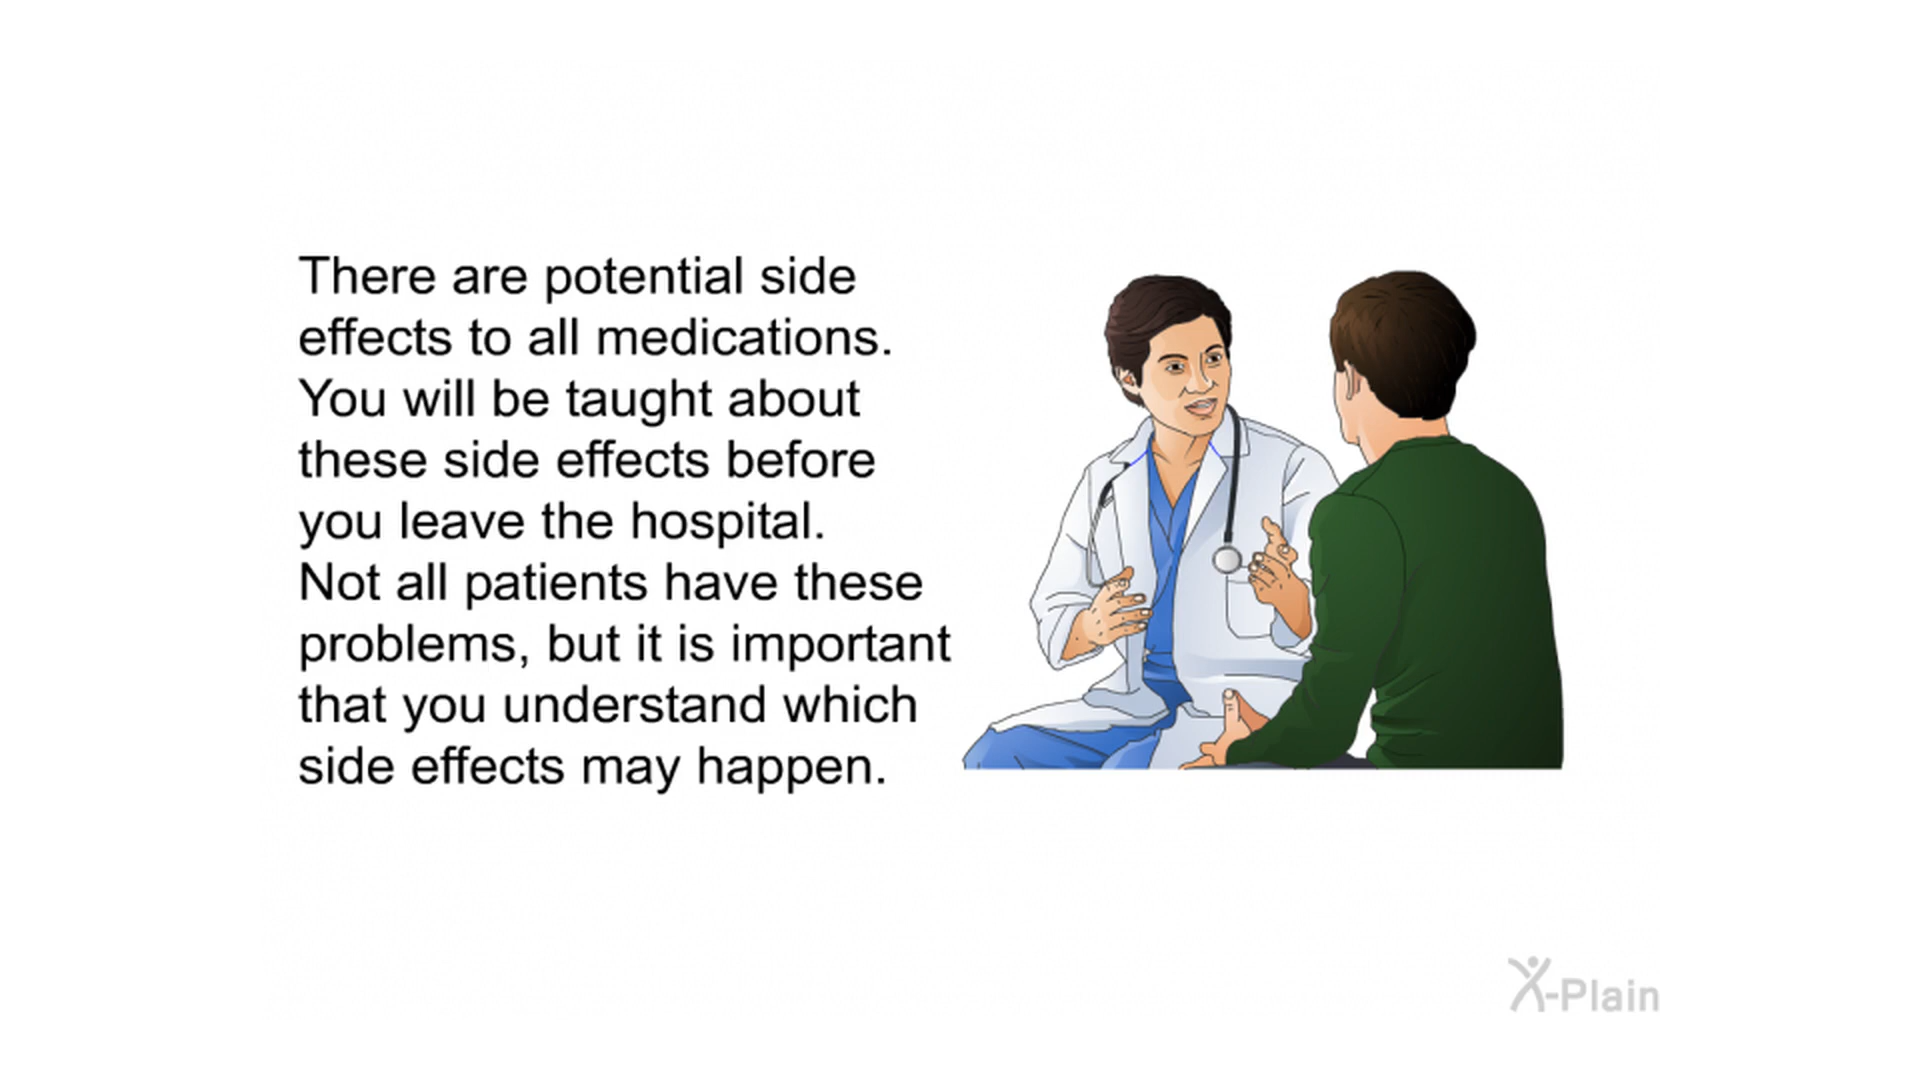 There are potential side
effects to all medications.
You will be taught about
these side effects before
you leave the hospital.
Not all patients have these
problems, but it is important
that you understand which
side effects may happen.
X-Plain